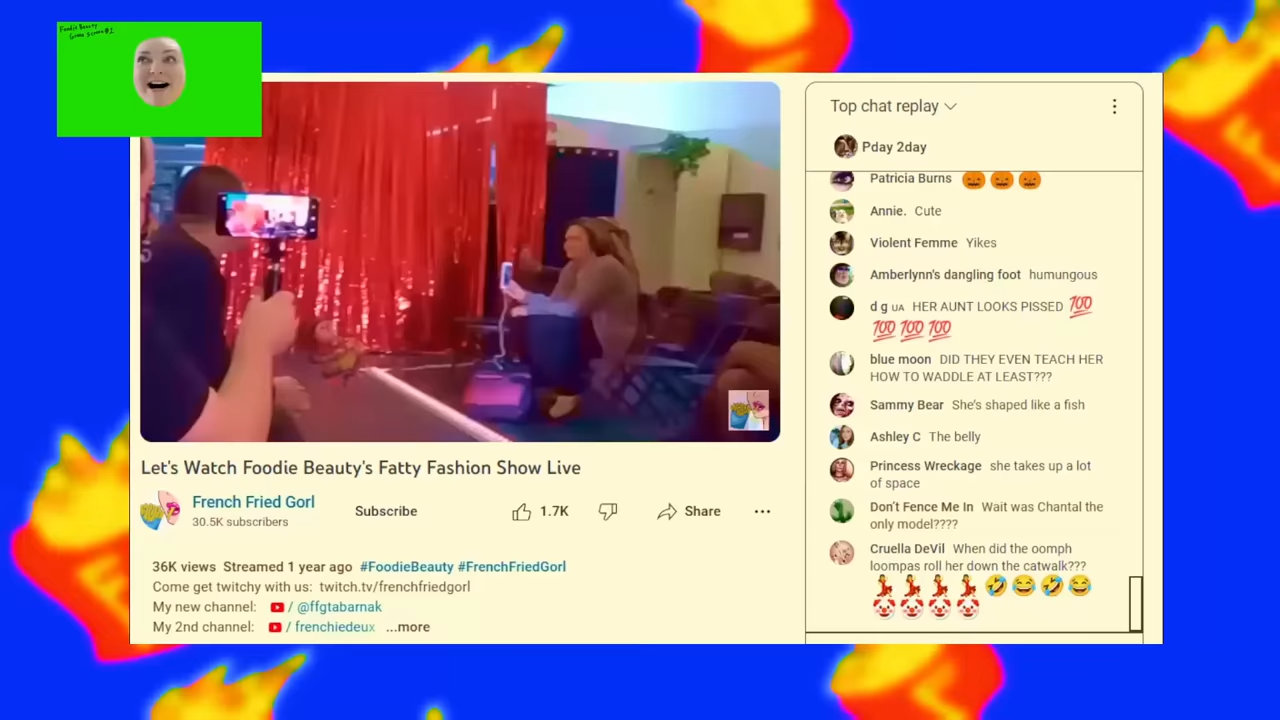 Foodie Beauty
Green Screen #1
Top chat replay
Pday 2day
Patricia Burns 🎃🎃🎃
Annie. Cute
Violent Femme Yikes
Amberlynn's dangling foot humungous
d g UA HER AUNT LOOKS PISSED 💯
💯💯💯
blue moon DID THEY EVEN TEACH HER
HOW TO WADDLE AT LEAST???
Sammy Bear She's shaped like a fish
Ashley C The belly
Princess Wreckage she takes up a lot
of space
Don't Fence Me In Wait was Chantal the
only model????
Cruella DeVil When did the oomph
loompas roll her down the catwalk???
💃💃💃💃🤣😂🤣😂
🤡🤡🤡🤡
Let's Watch Foodie Beauty's Fatty Fashion Show Live
French Fried Gorl
30.5K subscribers
Subscribe
1.7K
Share
36K views Streamed 1 year ago #FoodieBeauty #FrenchFriedGorl
Come get twitchy with us: twitch.tv/frenchfriedgorl
My new channel: / @ffgtabarnak
My 2nd channel: / frenchiedeux ...more